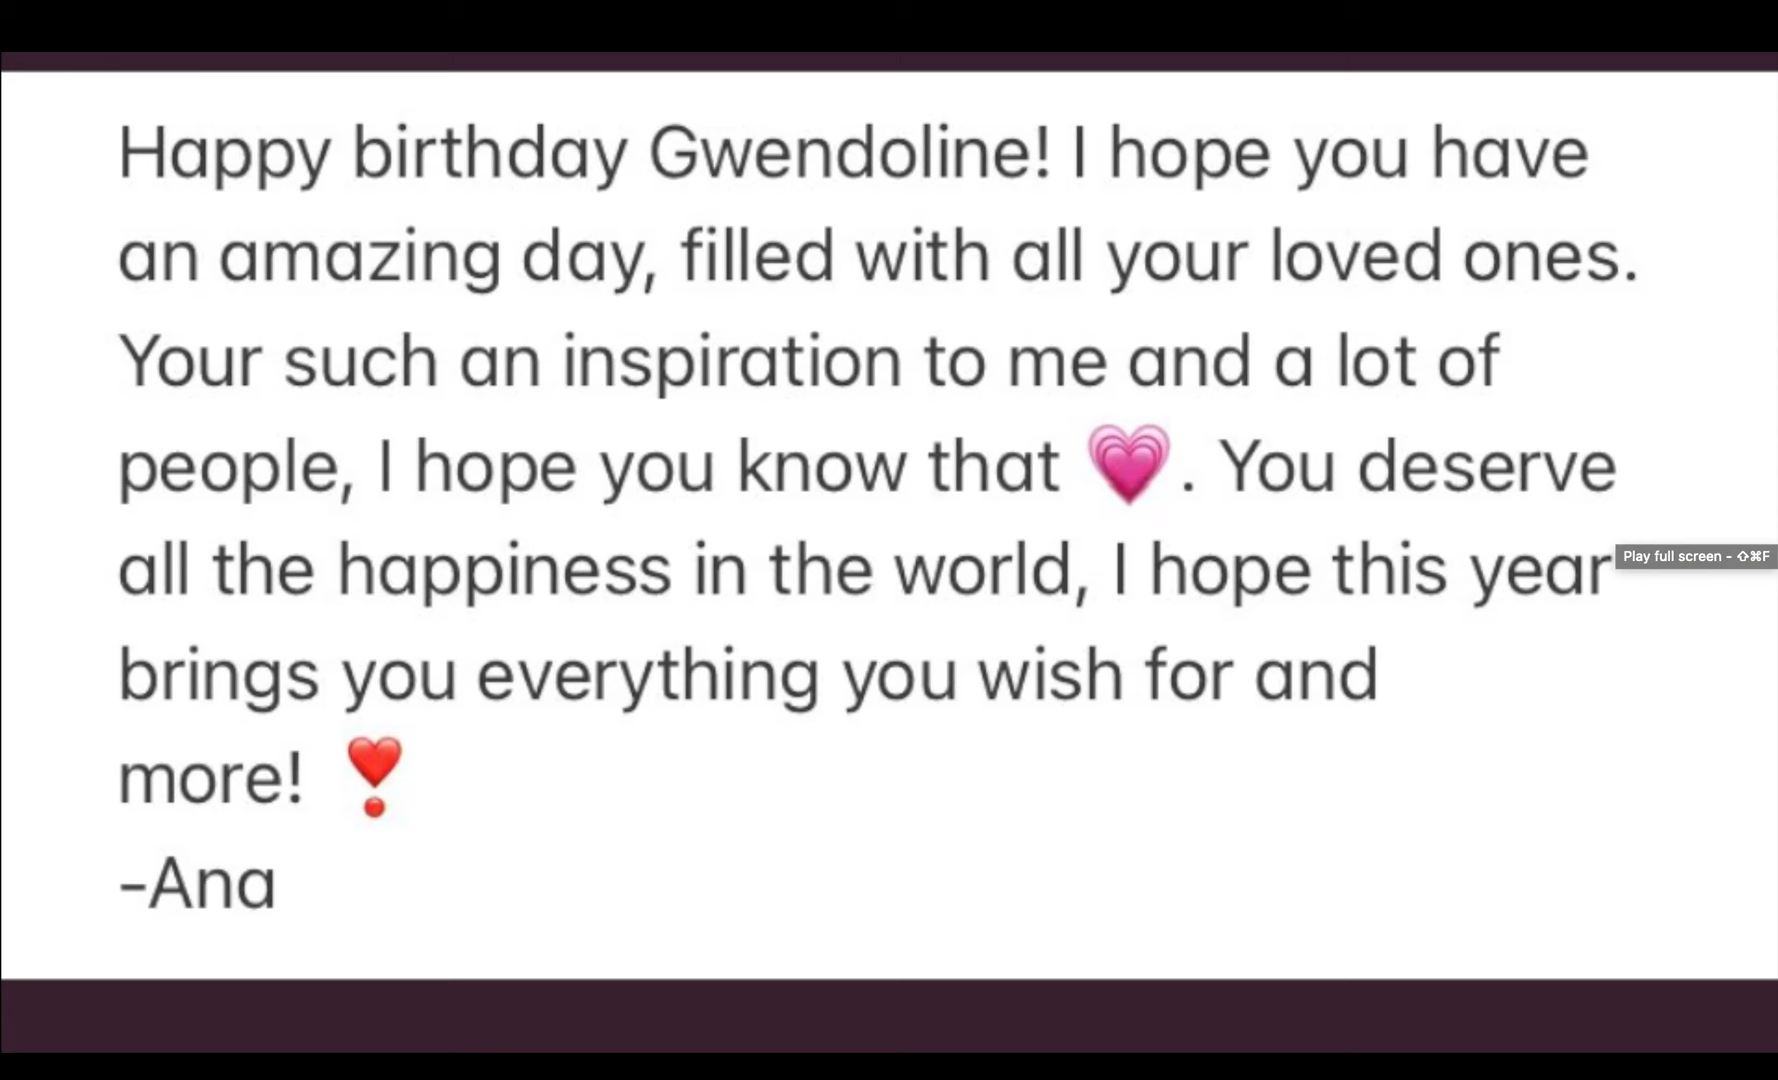 Happy birthday Gwendoline! I hope you have
an amazing day, filled with all your loved ones.
Your such an inspiration to me and a lot of
people, I hope you know that 💗. You deserve
all the happiness in the world, I hope this year
Play full screen - ⇧⌘F
brings you everything you wish for and
more! ❣️
-Ana